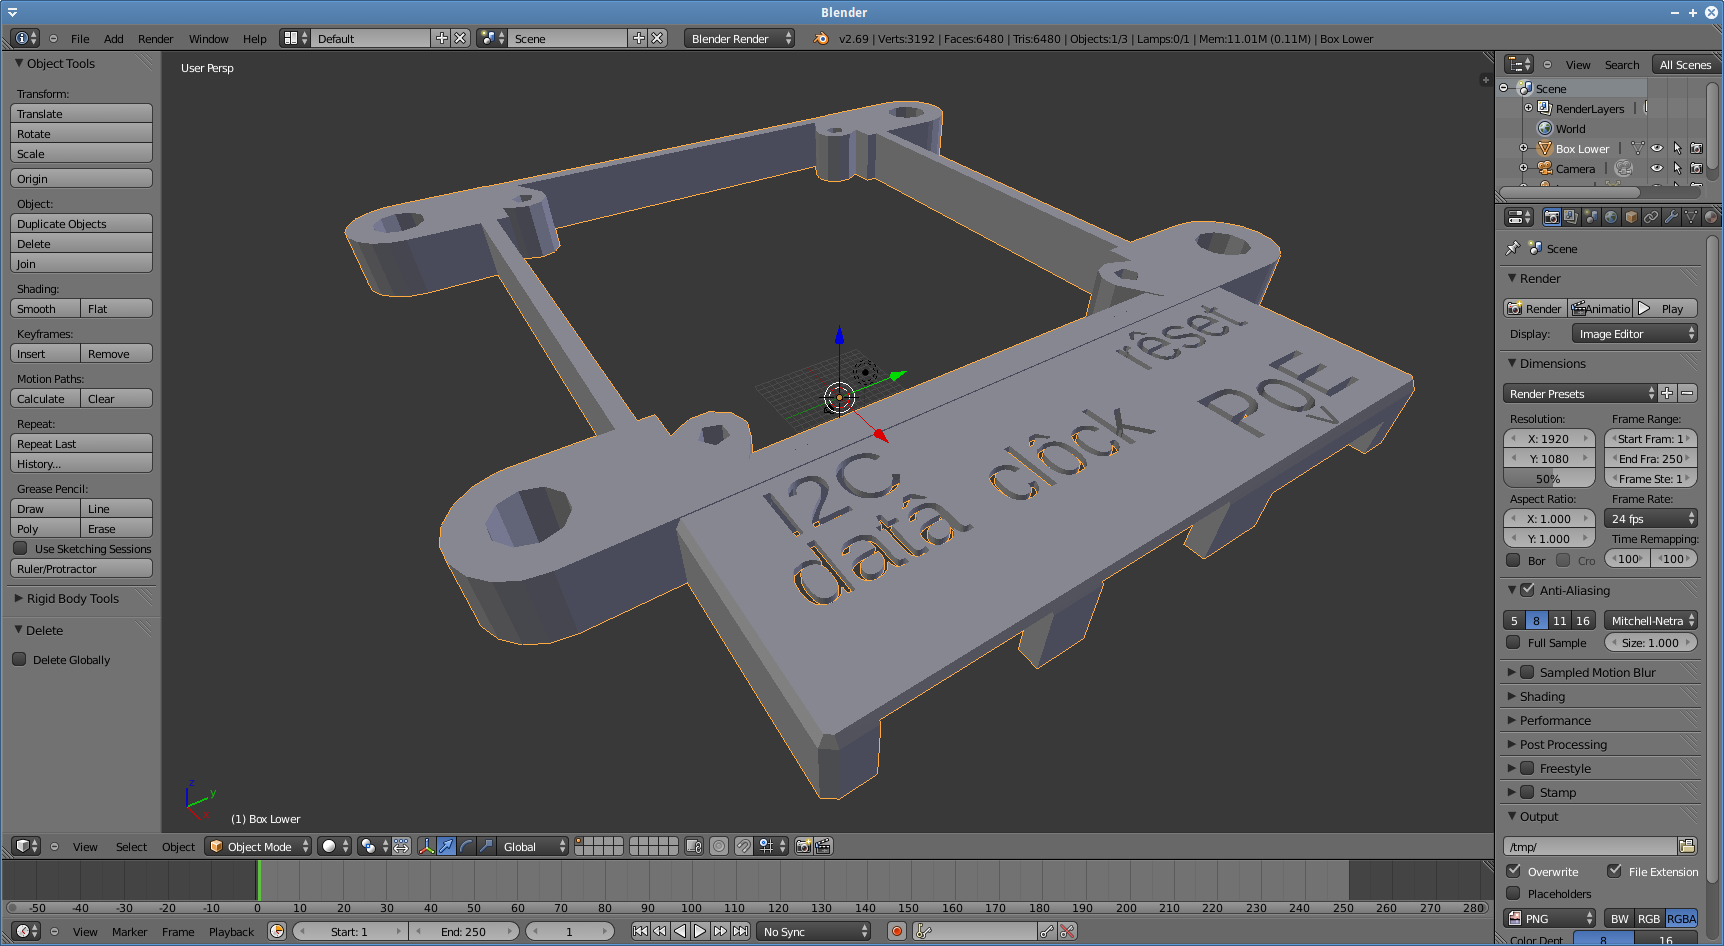 Blender
File Add Render Window Help Default Scene Blender Render v2.69 | Verts:3192 | Faces:6480 | Tris:6480 | Objects:1/3 | Lamps:0/1 | Mem:11.01M (0.11M) | Box Lower
Object Tools
Transform:
Translate
Rotate
Scale
Origin
Object:
Duplicate Objects
Delete
Join
Shading:
Smooth Flat
Keyframes:
Insert Remove
Motion Paths:
Calculate Clear
Repeat:
Repeat Last
History...
Grease Pencil:
Draw Line
Poly Erase
Use Sketching Sessions
Ruler/Protractor
Rigid Body Tools
Delete
Delete Globally
User Persp
rêset
PoE
I2C
datâ
clôck
z
y
(1) Box Lower
View Search All Scenes
Scene
RenderLayers
World
Box Lower
Camera
Scene
Render
Render Animatio Play
Display: Image Editor
Dimensions
Render Presets
Resolution: Frame Range:
X: 1920 Start Fram: 1
Y: 1080 End Fra: 250
50% Frame Ste: 1
Aspect Ratio: Frame Rate:
X: 1.000 24 fps
Y: 1.000 Time Remapping:
Bor Cro 100 100
Anti-Aliasing
5 8 11 16 Mitchell-Netra
Full Sample Size: 1.000
Sampled Motion Blur
Shading
Performance
Post Processing
Freestyle
Stamp
Output
/tmp/
Overwrite File Extension
Placeholders
PNG BW RGB RGBA
Color Dept 8 16
View Select Object Object Mode Global
-50 -40 -30 -20 -10 0 10 20 30 40 50 60 70 80 90 100 110 120 130 140 150 160 170 180 190 200 210 220 230 240 250 260 270 280
View Marker Frame Playback Start: 1 End: 250 1 No Sync